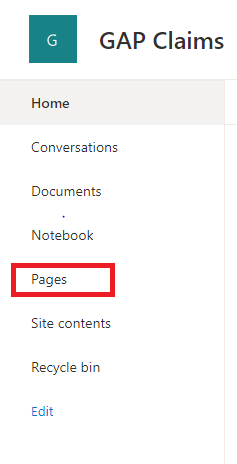 G
GAP Claims
Home
Conversations
Documents
Notebook
Pages
Site contents
Recycle bin
Edit